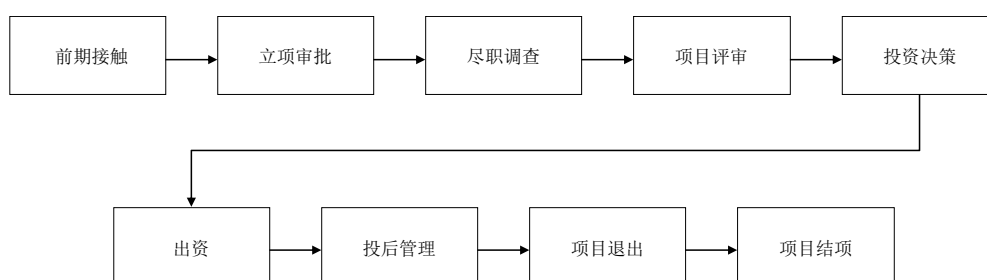 前期接触
立项审批
尽职调查
项目评审
投资决策
出资
投后管理
项目退出
项目结项